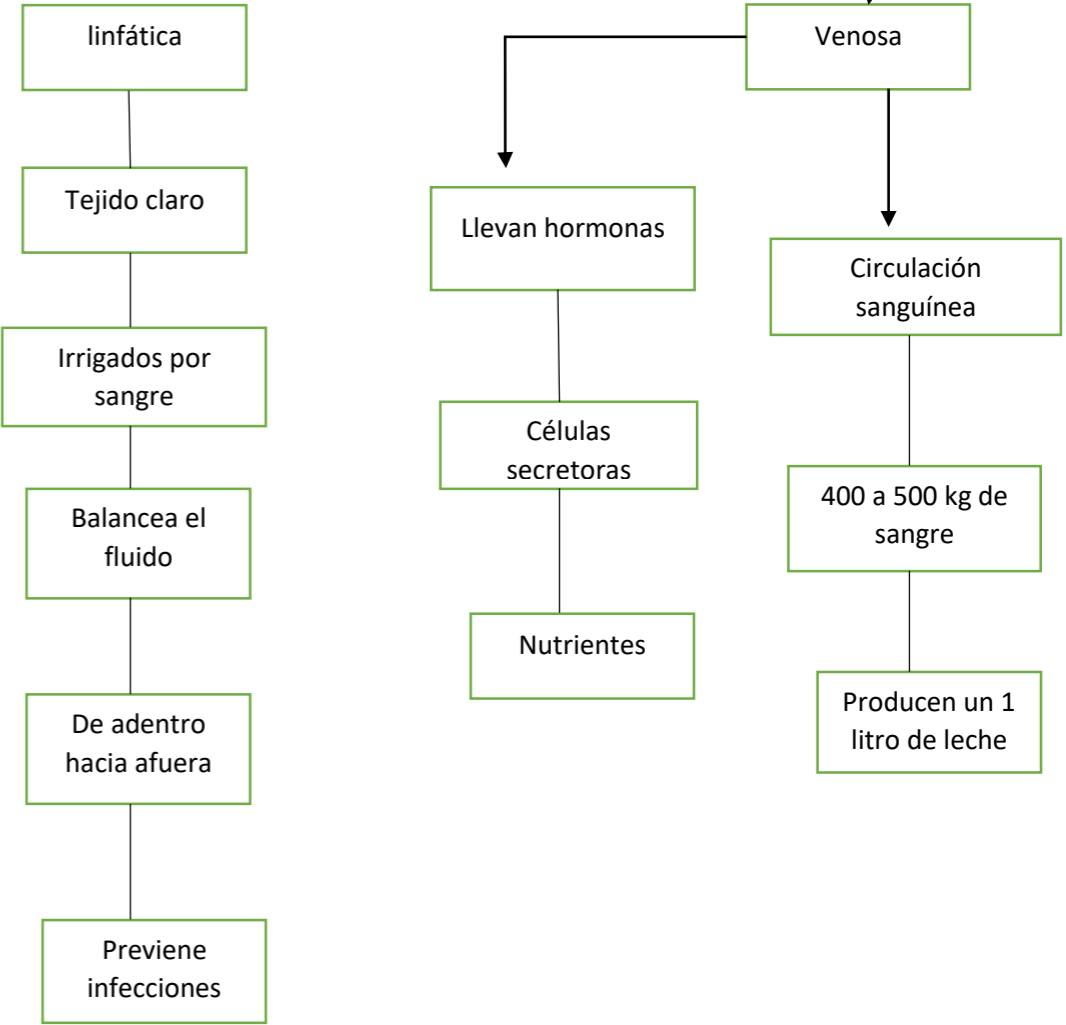 linfática
Tejido claro
Irrigados por
sangre
Balancea el
fluido
De adentro
hacia afuera
Previene
infecciones
Venosa
Llevan hormonas
Células
secretoras
Nutrientes
Circulación
sanguínea
400 a 500 kg de
sangre
Producen un 1
litro de leche